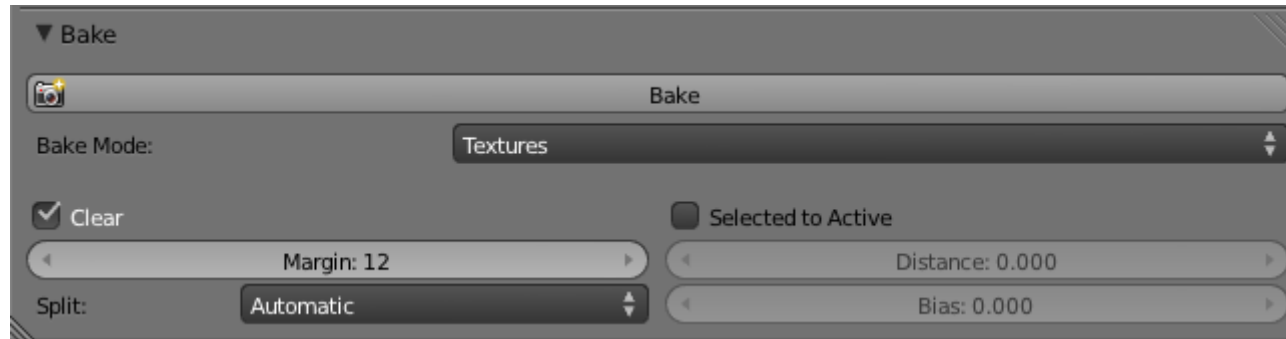 Bake
Bake
Bake Mode: Textures
Clear
Selected to Active
Margin: 12
Distance: 0.000
Split: Automatic
Bias: 0.000